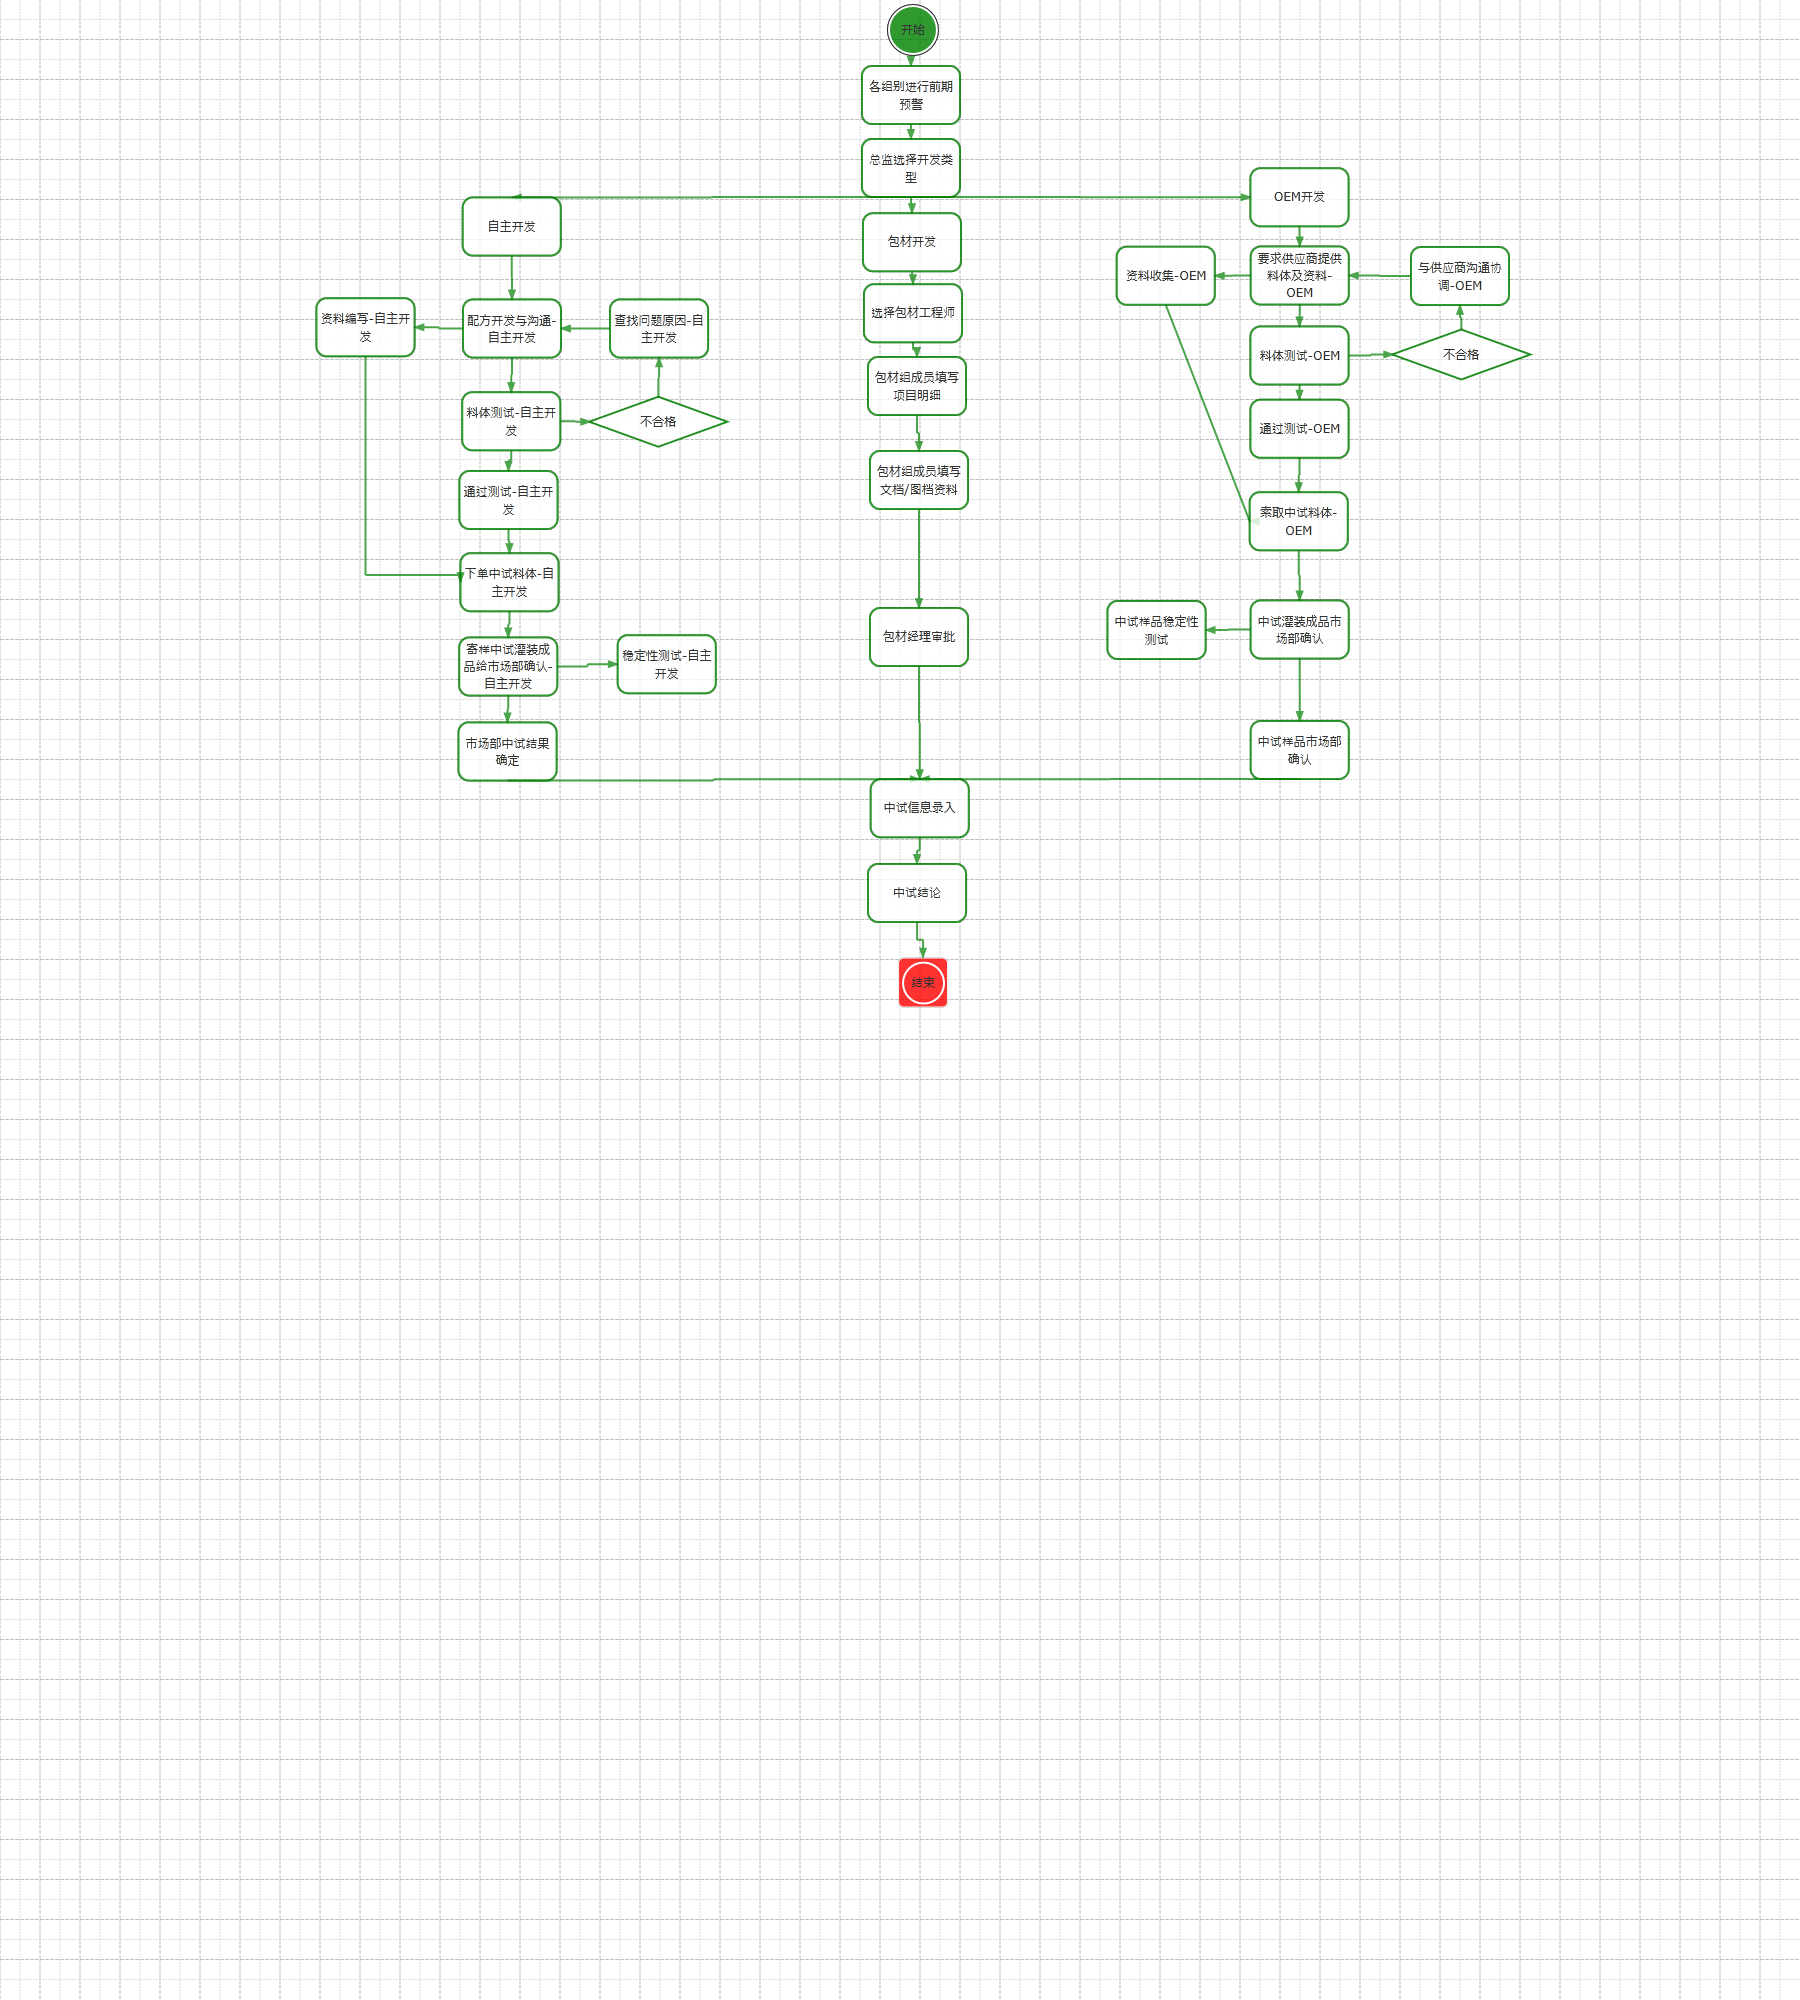 开始
各组别进行前期
预警
总监选择开发类
型
自主开发
包材开发
OEM开发
资料编写-自主开
发
配方开发与沟通-
自主开发
查找问题原因-自
主开发
料体测试-自主开
发
不合格
通过测试-自主开
发
下单中试料体-自
主开发
寄样中试灌装成
品给市场部确认-
自主开发
稳定性测试-自主
开发
市场部中试结果
确定
选择包材工程师
包材组成员填写
项目明细
包材组成员填写
文档/图档资料
包材经理审批
资料收集-OEM
要求供应商提供
料体及资料-
OEM
与供应商沟通协
调-OEM
料体测试-OEM
不合格
通过测试-OEM
索取中试料体-
OEM
中试样品稳定性
测试
中试灌装成品市
场部确认
中试样品市场部
确认
中试信息录入
中试结论
结束